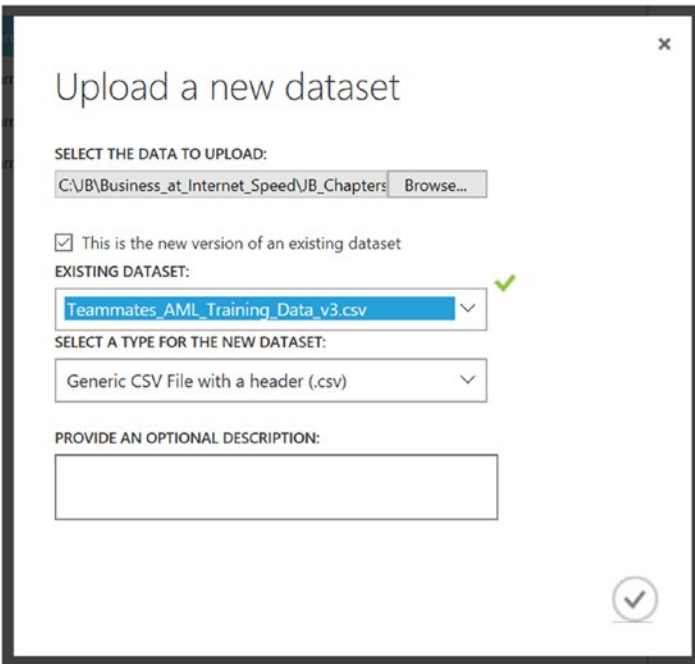 Upload a new dataset
SELECT THE DATA TO UPLOAD:
C:\JB\Business_at_Internet_Speed\JB_Chapters Browse...
This is the new version of an existing dataset
EXISTING DATASET:
Teammates_AML_Training_Data_v3.csv
SELECT A TYPE FOR THE NEW DATASET:
Generic CSV File with a header (.csv)
PROVIDE AN OPTIONAL DESCRIPTION: